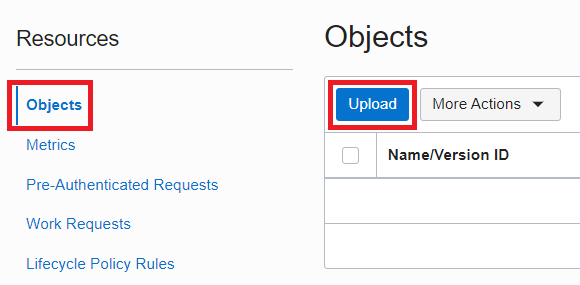 Resources
Objects
Metrics
Pre-Authenticated Requests
Work Requests
Lifecycle Policy Rules
Objects
Upload
More Actions
Name/Version ID